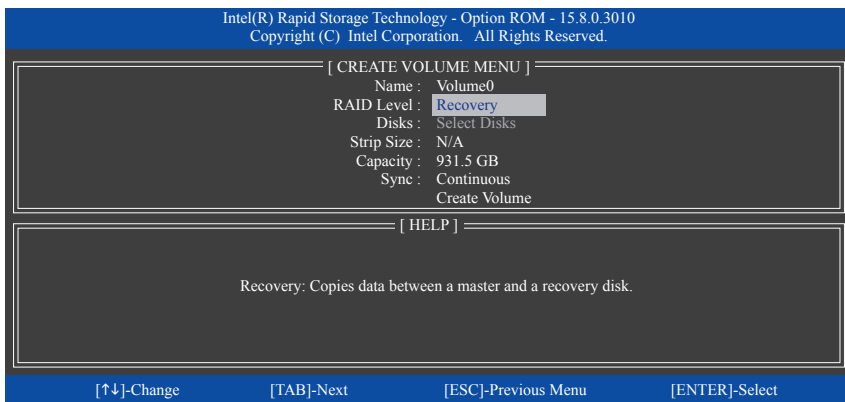 Intel(R) Rapid Storage Technology - Option ROM - 15.8.0.3010
Copyright (C) Intel Corporation. All Rights Reserved.
[ CREATE VOLUME MENU ]
Name : Volume0
RAID Level : Recovery
Disks : Select Disks
Strip Size : N/A
Capacity : 931.5 GB
Sync : Continuous
Create Volume
[ HELP ]
Recovery: Copies data between a master and a recovery disk.
[↑↓]-Change [TAB]-Next [ESC]-Previous Menu [ENTER]-Select